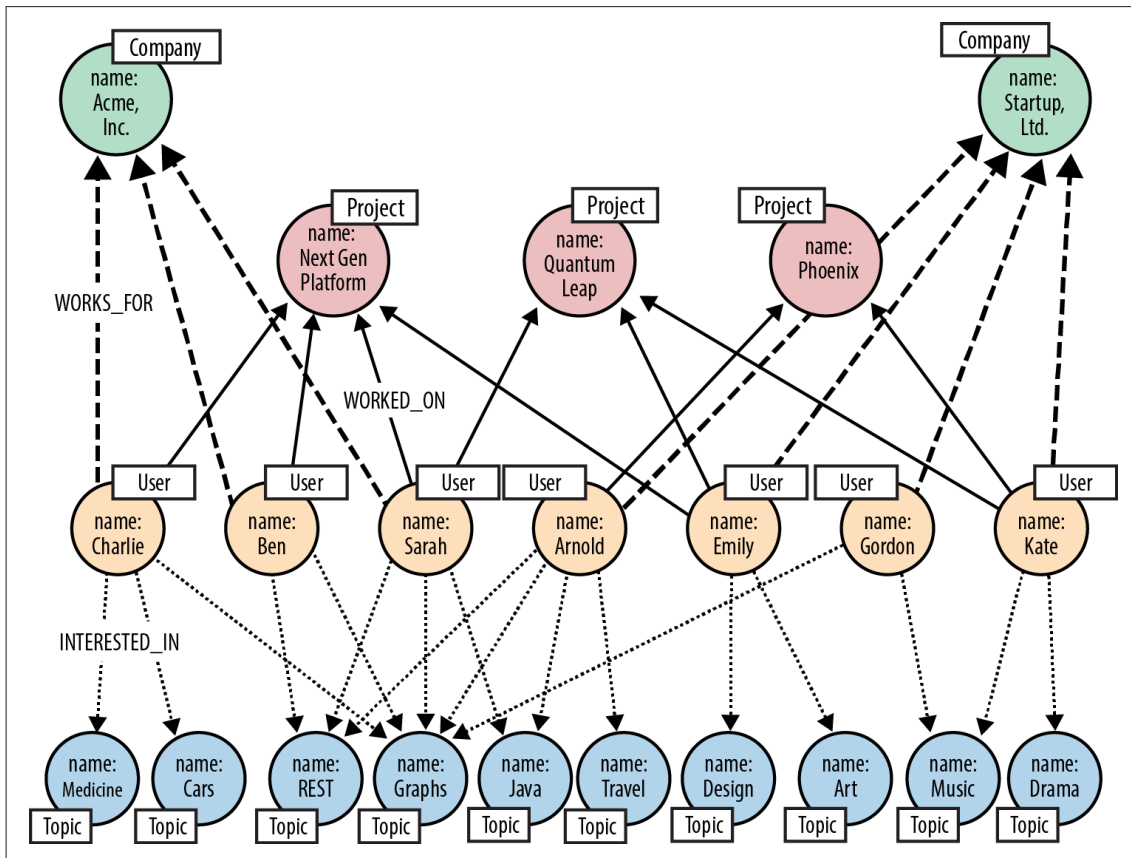 Company
name:
Acme,
Inc.
Company
name:
Startup,
Ltd.
Project
name:
Next Gen
Platform
Project
name:
Quantum
Leap
Project
name:
Phoenix
WORKS_FOR
WORKED_ON
User
name:
Charlie
User
name:
Ben
User
name:
Sarah
User
name:
Arnold
User
name:
Emily
User
name:
Gordon
User
name:
Kate
INTERESTED_IN
name:
Medicine
Topic
name:
Cars
Topic
name:
REST
Topic
name:
Graphs
Topic
name:
Java
Topic
name:
Travel
Topic
name:
Design
Topic
name:
Art
Topic
name:
Music
Topic
name:
Drama
Topic